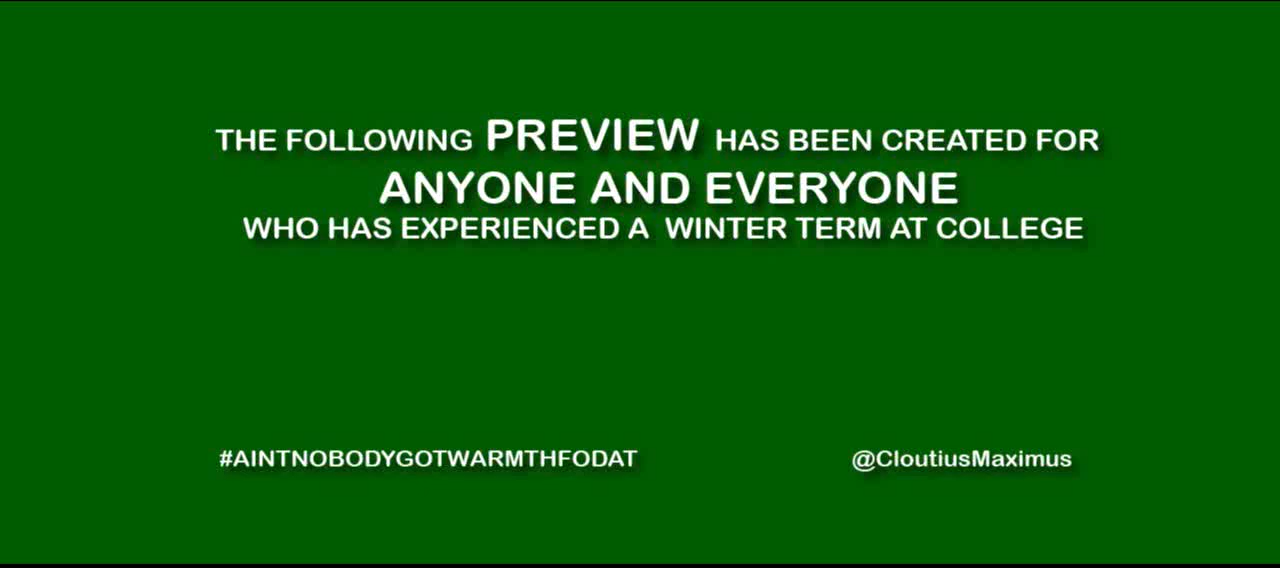 THE FOLLOWING PREVIEW HAS BEEN CREATED FOR
ANYONE AND EVERYONE
WHO HAS EXPERIENCED A WINTER TERM AT COLLEGE
#AINTNOBODYGOTWARMTHFODAT
@CloutiusMaximus